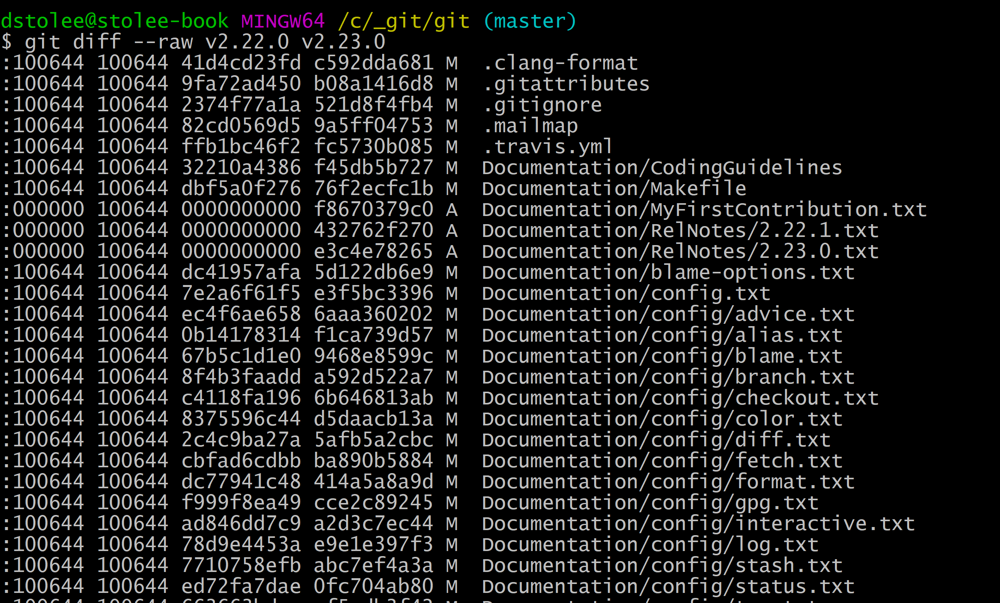 dstolee@stolee-book MINGW64 /c/_git/git (master)
$ git diff --raw v2.22.0 v2.23.0
:100644 100644 41d4cd23fd c592dda681 M  .clang-format
:100644 100644 9fa72ad450 b08a1416d8 M  .gitattributes
:100644 100644 2374f77a1a 521d8f4fb4 M  .gitignore
:100644 100644 82cd0569d5 9a5ff04753 M  .mailmap
:100644 100644 ffb1bc46f2 fc5730b085 M  .travis.yml
:100644 100644 32210a4386 f45db5b727 M  Documentation/CodingGuidelines
:100644 100644 dbf5a0f276 76f2ecfc1b M  Documentation/Makefile
:000000 100644 0000000000 f8670379c0 A  Documentation/MyFirstContribution.txt
:000000 100644 0000000000 432762f270 A  Documentation/RelNotes/2.22.1.txt
:000000 100644 0000000000 e3c4e78265 A  Documentation/RelNotes/2.23.0.txt
:100644 100644 dc41957afa 5d122db6e9 M  Documentation/blame-options.txt
:100644 100644 7e2a6f61f5 e3f5bc3396 M  Documentation/config.txt
:100644 100644 ec4f6ae658 6aaa360202 M  Documentation/config/advice.txt
:100644 100644 0b14178314 f1ca739d57 M  Documentation/config/alias.txt
:100644 100644 67b5c1d1e0 9468e8599c M  Documentation/config/blame.txt
:100644 100644 8f4b3faadd a592d522a7 M  Documentation/config/branch.txt
:100644 100644 c4118fa196 6b646813ab M  Documentation/config/checkout.txt
:100644 100644 8375596c44 d5daacb13a M  Documentation/config/color.txt
:100644 100644 2c4c9ba27a 5afb5a2cbc M  Documentation/config/diff.txt
:100644 100644 cbfad6cdbb ba890b5884 M  Documentation/config/fetch.txt
:100644 100644 dc77941c48 414a5a8a9d M  Documentation/config/format.txt
:100644 100644 f999f8ea49 cce2c89245 M  Documentation/config/gpg.txt
:100644 100644 ad846dd7c9 a2d3c7ec44 M  Documentation/config/interactive.txt
:100644 100644 78d9e4453a e9e1e397f3 M  Documentation/config/log.txt
:100644 100644 7710758efb abc7ef4a3a M  Documentation/config/stash.txt
:100644 100644 ed72fa7dae 0fc704ab80 M  Documentation/config/status.txt